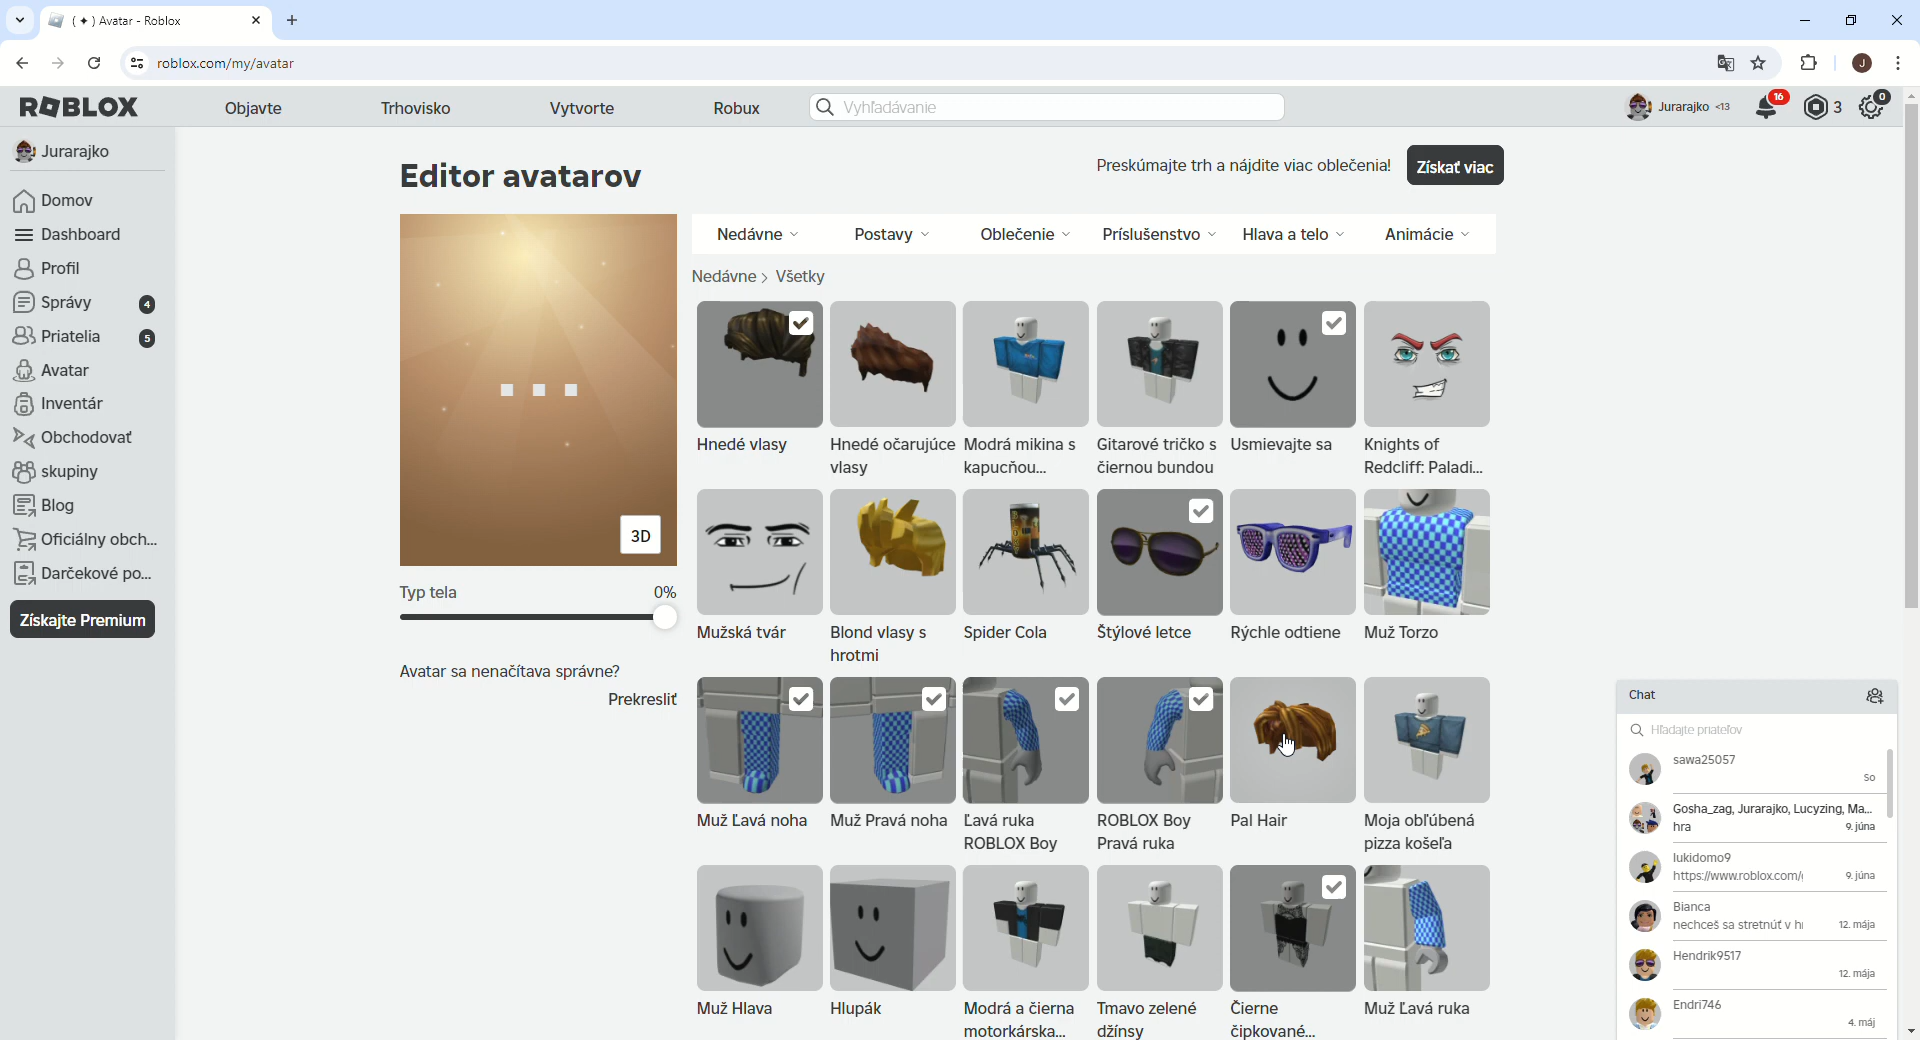 ( ✦ ) Avatar - Roblox
roblox.com/my/avatar
J
ROBLOX
Objavte
Trhovisko
Vytvorte
Robux
Vyhľadávanie
Jurarajko <13
16
3
0
Jurarajko
Domov
Dashboard
Profil
Správy 4
Priatelia 5
Avatar
Inventár
Obchodovať
skupiny
Blog
Oficiálny obch...
Darčekové po...
Získajte Premium
Editor avatarov
Preskúmajte trh a nájdite viac oblečenia!
Získať viac
3D
Typ tela 0%
Avatar sa nenačítava správne?
Prekresliť
Nedávne
Postavy
Oblečenie
Príslušenstvo
Hlava a telo
Animácie
Nedávne > Všetky
Hnedé vlasy
Hnedé očarujúce
vlasy
Modrá mikina s
kapucňou...
Gitarové tričko s
čiernou bundou
Usmievajte sa
Knights of
Redcliff: Paladi...
Mužská tvár
Blond vlasy s
hrotmi
Spider Cola
Štýlové letce
Rýchle odtiene
Muž Torzo
Muž Ľavá noha
Muž Pravá noha
Ľavá ruka
ROBLOX Boy
ROBLOX Boy
Pravá ruka
Pal Hair
Moja obľúbená
pizza košeľa
Muž Hlava
Hlupák
Modrá a čierna
motorkárska...
Tmavo zelené
džínsy
Čierne
čipkované...
Muž Ľavá ruka
Chat
Hľadajte priateľov
sawa25057
So
Gosha_zag, Jurarajko, Lucyzing, Ma...
hra 9. júna
lukidomo9
https://www.roblox.com/ 9. júna
Bianca
nechceš sa stretnúť v h 12. mája
Hendrik9517
12. mája
Endri746
4. máj